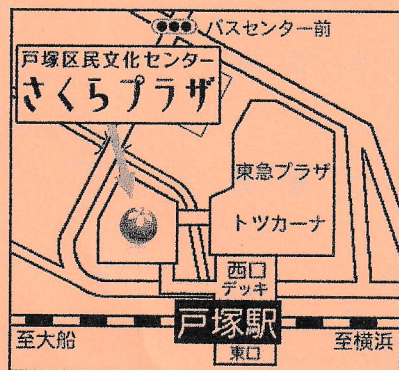 バスセンター前
戸塚区民文化センター
さくらプラザ
東急プラザ
トツカーナ
西口
デッキ
戸塚駅
至大船
至横浜
東口